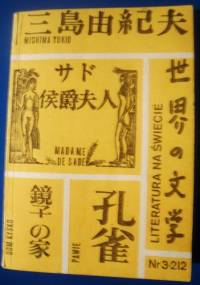 三島由紀夫
MISHIMA YUKIO
サド
侯爵夫人
MADAME
DE SADE
世界の文学
LITERATURA NA ŚWIECIE
鏡子の家
DOM KYOKO
孔雀
PAWIE
Nr 3·212